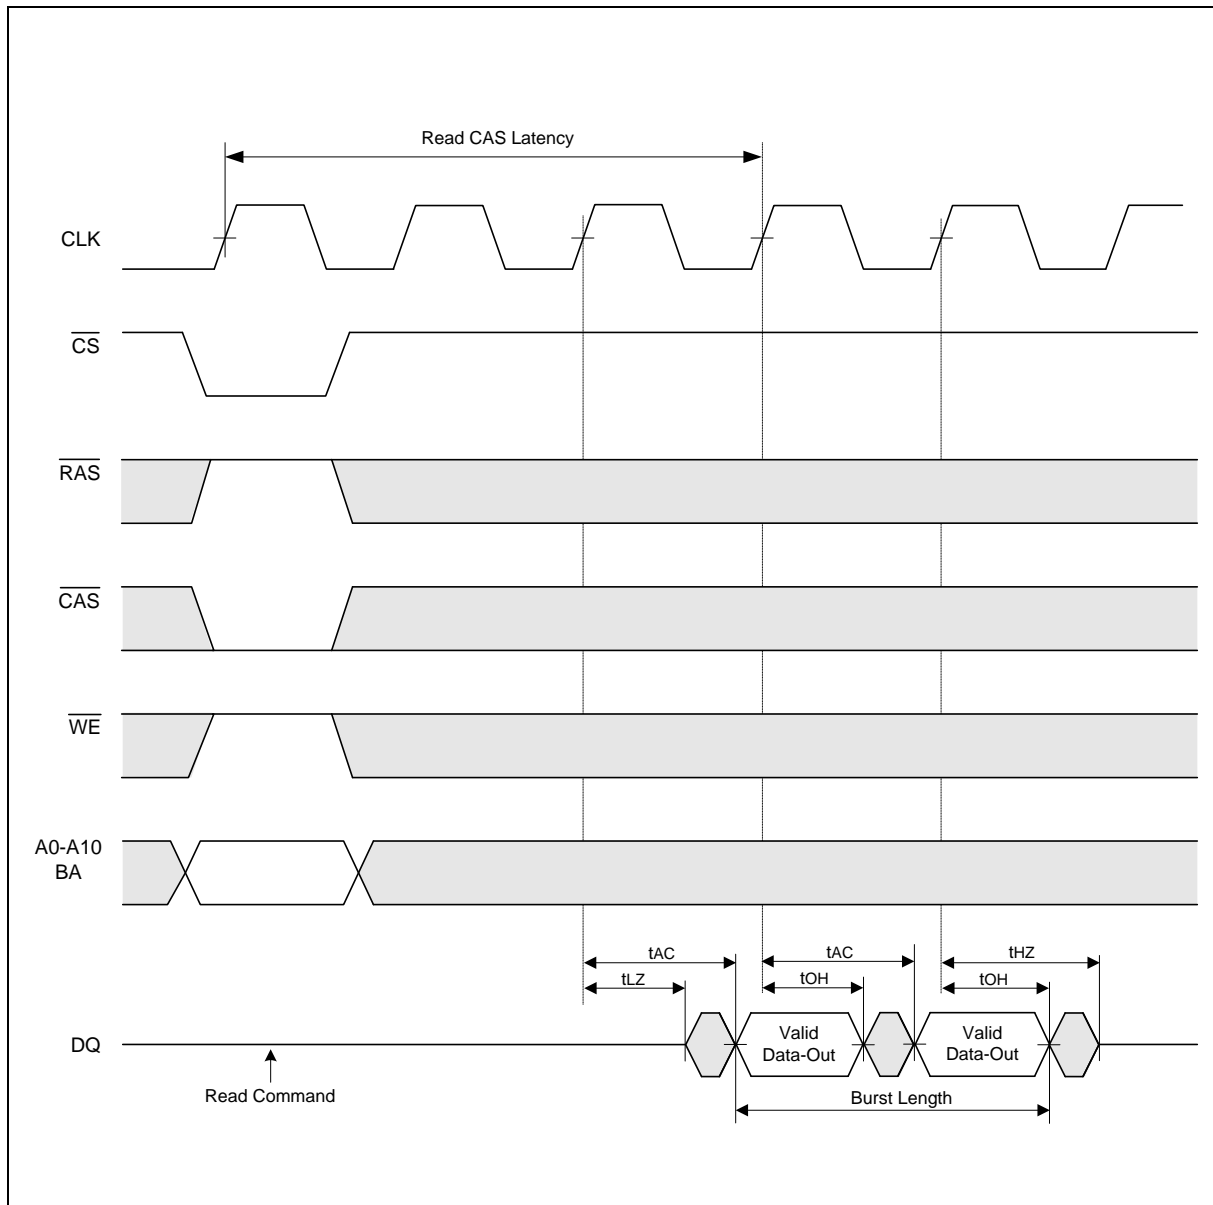 Read CAS Latency
CLK
CS
RAS
CAS
WE
A0-A10
BA
tAC
tAC
tHZ
tLZ
tOH
tOH
DQ
Valid
Data-Out
Valid
Data-Out
Read Command
Burst Length